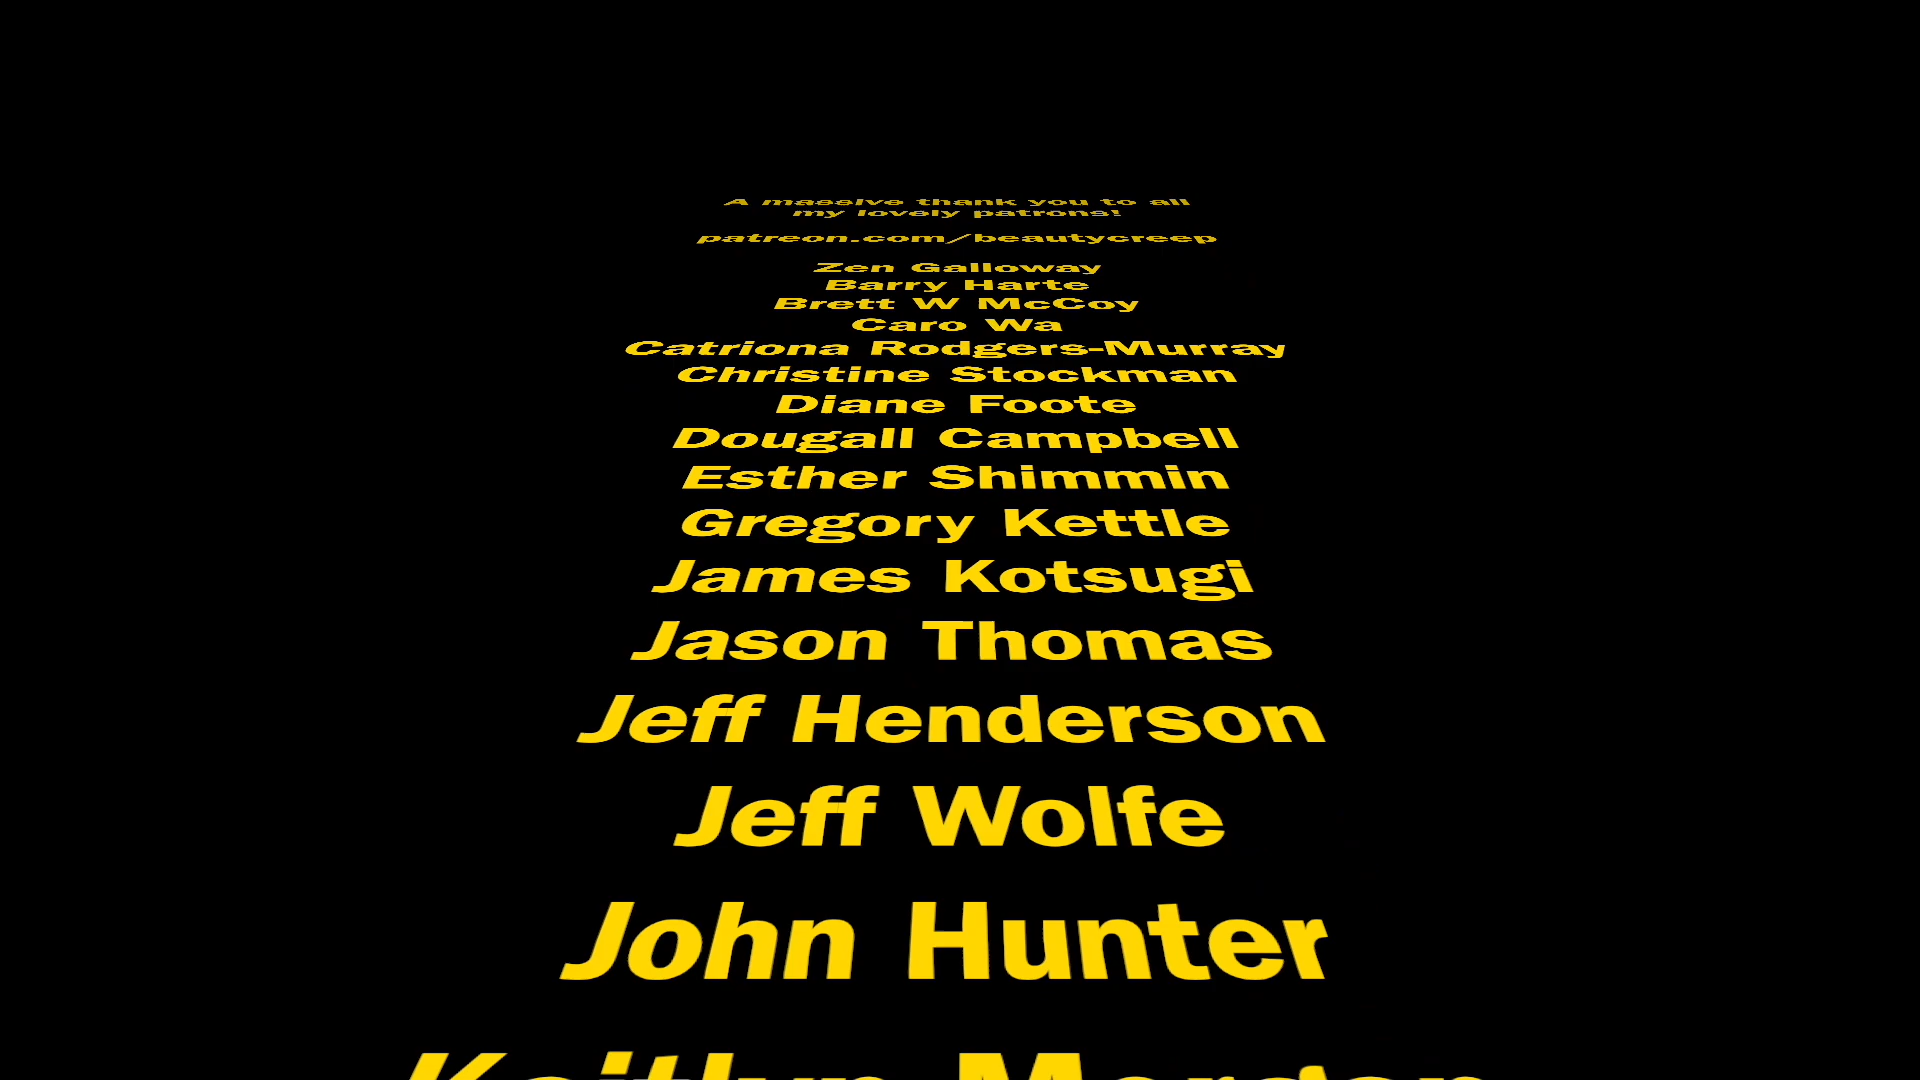 A massive thank you to all
my lovely patrons!
patreon.com/beautycreep
Zen Galloway
Barry Harte
Brett W McCoy
Caro Wa
Catriona Rodgers-Murray
Christine Stockman
Diane Foote
Dougall Campbell
Esther Shimmin
Gregory Kettle
James Kotsugi
Jason Thomas
Jeff Henderson
Jeff Wolfe
John Hunter
Kaitlyn